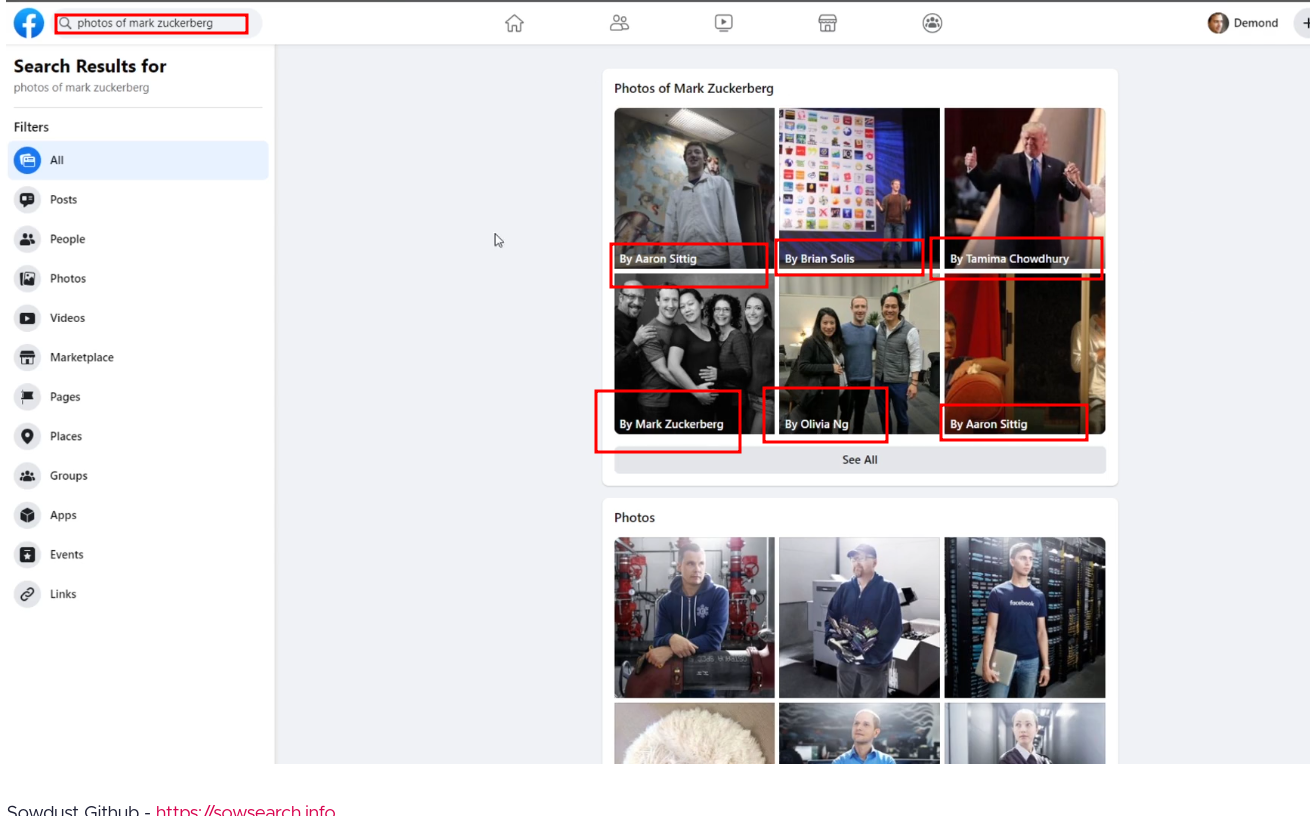 photos of mark zuckerberg
Demond
Search Results for
photos of mark zuckerberg
Filters
All
Posts
People
Photos
Videos
Marketplace
Pages
Places
Groups
Apps
Events
Links
Photos of Mark Zuckerberg
By Aaron Sittig
By Brian Solis
By Tamima Chowdhury
By Mark Zuckerberg
By Olivia Ng
By Aaron Sittig
See All
Photos
facebook
Sowdust Github - https://sowsearch.info